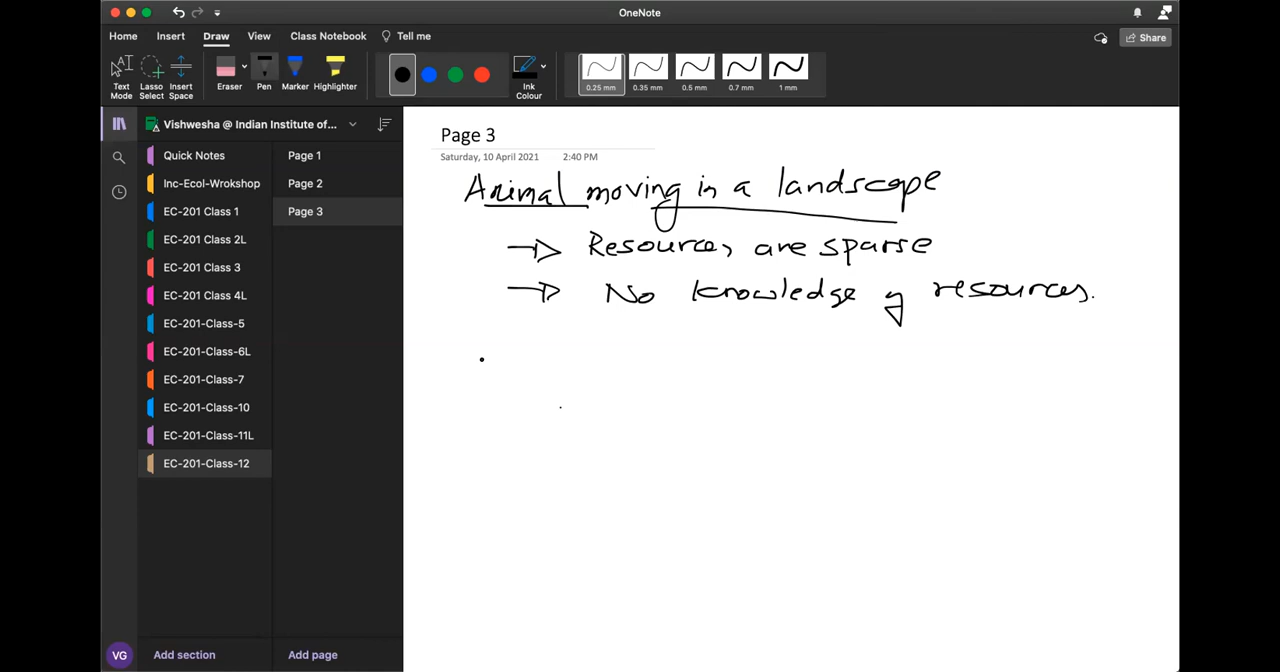 OneNote
Home Insert Draw View Class Notebook Tell me
Share
Text Mode Lasso Select Insert Space Eraser Pen Marker Highlighter Ink Colour 0.25 mm 0.35 mm 0.5 mm 0.7 mm 1 mm
Vishwesha @ Indian Institute of...
Quick Notes
Inc-Ecol-Wrokshop
EC-201 Class 1
EC-201 Class 2L
EC-201 Class 3
EC-201 Class 4L
EC-201-Class-5
EC-201-Class-6L
EC-201-Class-7
EC-201-Class-10
EC-201-Class-11L
EC-201-Class-12
Page 1
Page 2
Page 3
Page 3
Saturday, 10 April 2021 2:40 PM
Animal moving in a landscape
→ Resources are sparse
→ No knowledge of resources.
VG Add section Add page